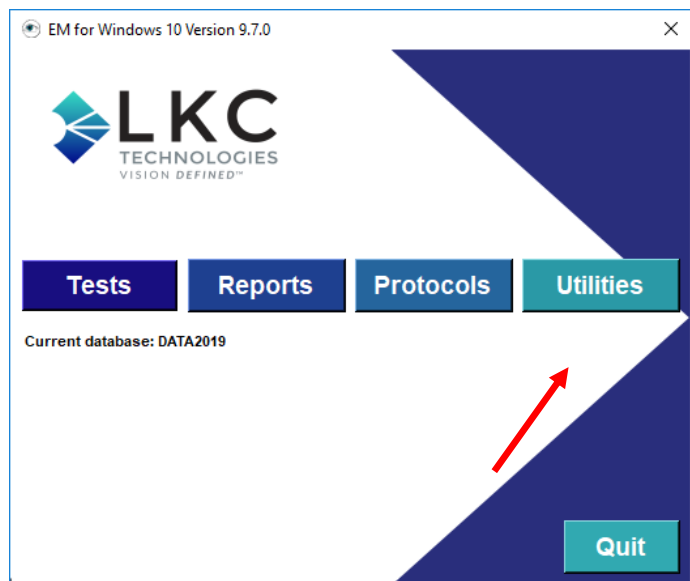 EM for Windows 10 Version 9.7.0
LKC
TECHNOLOGIES
VISION DEFINED™
Tests Reports Protocols Utilities
Current database: DATA2019
Quit